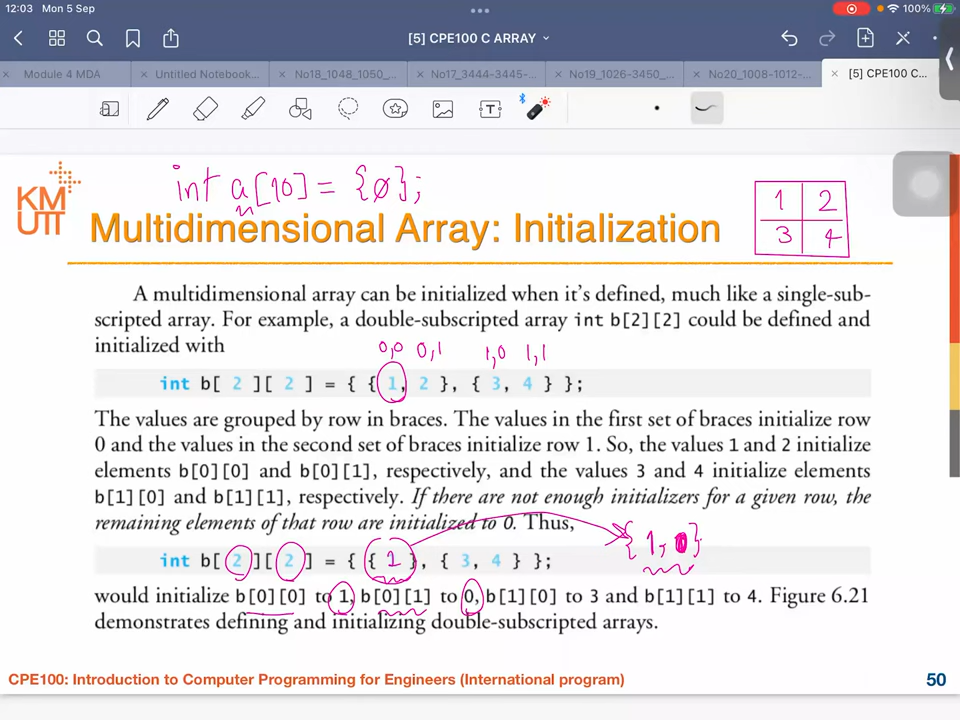 12:03 Mon 5 Sep
100%
[5] CPE100 C ARRAY
Module 4 MDA
Untitled Notebook...
No18_1048_1050_...
No17_3444-3445-...
No19_1026-3450_...
No20_1008-1012-...
[5] CPE100 C...
int a[10] = {0};
KM
UTT
Multidimensional Array: Initialization
1 2
3 4
A multidimensional array can be initialized when it's defined, much like a single-sub-
scripted array. For example, a double-subscripted array int b[2][2] could be defined and
initialized with
0,0 0,1 1,0 1,1
int b[ 2 ][ 2 ] = { { 1, 2 }, { 3, 4 } };
The values are grouped by row in braces. The values in the first set of braces initialize row
0 and the values in the second set of braces initialize row 1. So, the values 1 and 2 initialize
elements b[0][0] and b[0][1], respectively, and the values 3 and 4 initialize elements
b[1][0] and b[1][1], respectively. If there are not enough initializers for a given row, the
remaining elements of that row are initialized to 0. Thus,
{1, 0}
int b[ 2 ][ 2 ] = { { 1 }, { 3, 4 } };
would initialize b[0][0] to 1, b[0][1] to 0, b[1][0] to 3 and b[1][1] to 4. Figure 6.21
demonstrates defining and initializing double-subscripted arrays.
CPE100: Introduction to Computer Programming for Engineers (International program)
50